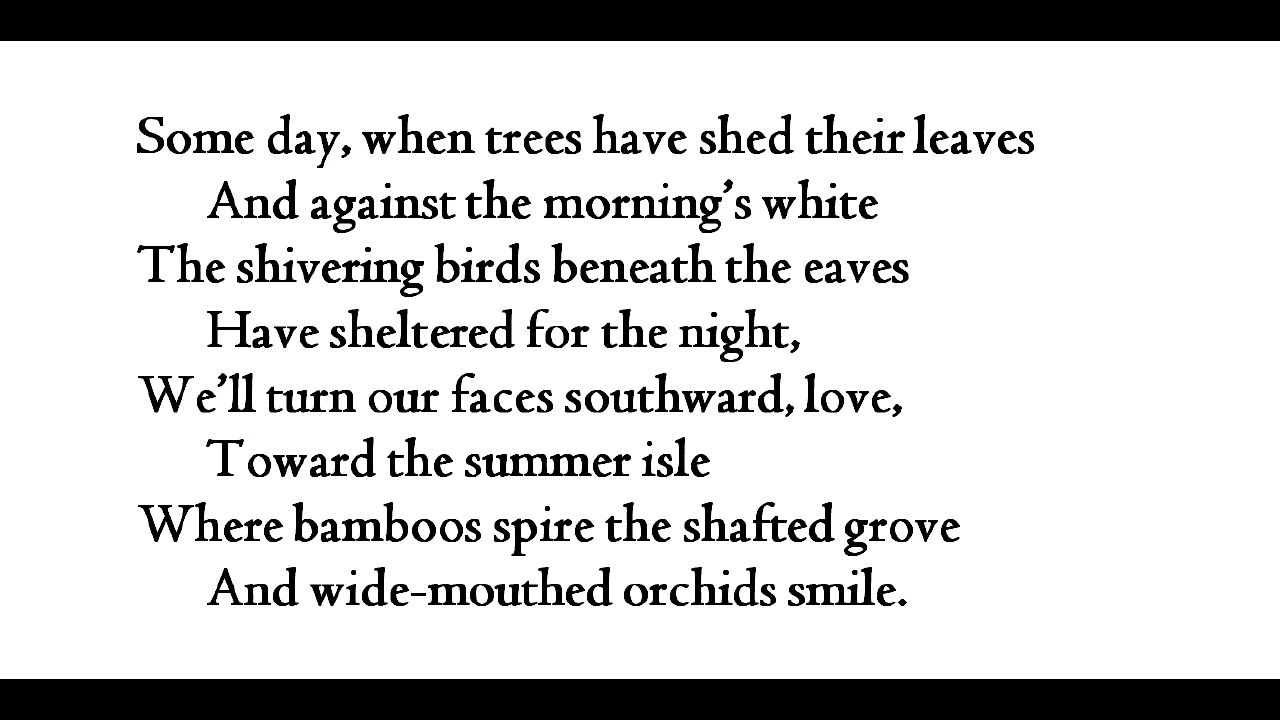 Some day, when trees have shed their leaves
And against the morning’s white
The shivering birds beneath the eaves
Have sheltered for the night,
We’ll turn our faces southward, love,
Toward the summer isle
Where bamboos spire the shafted grove
And wide-mouthed orchids smile.